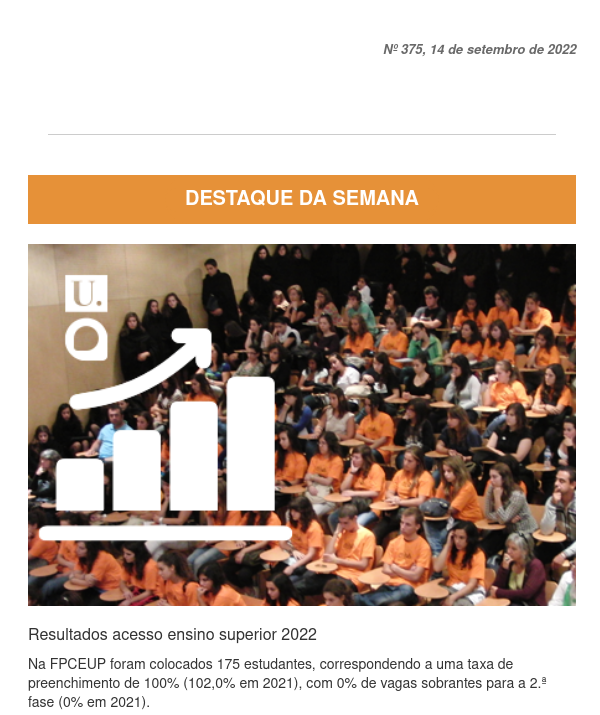 Nº 375, 14 de setembro de 2022
DESTAQUE DA SEMANA
U.
Resultados acesso ensino superior 2022
Na FPCEUP foram colocados 175 estudantes, correspondendo a uma taxa de
preenchimento de 100% (102,0% em 2021), com 0% de vagas sobrantes para a 2.ª
fase (0% em 2021).